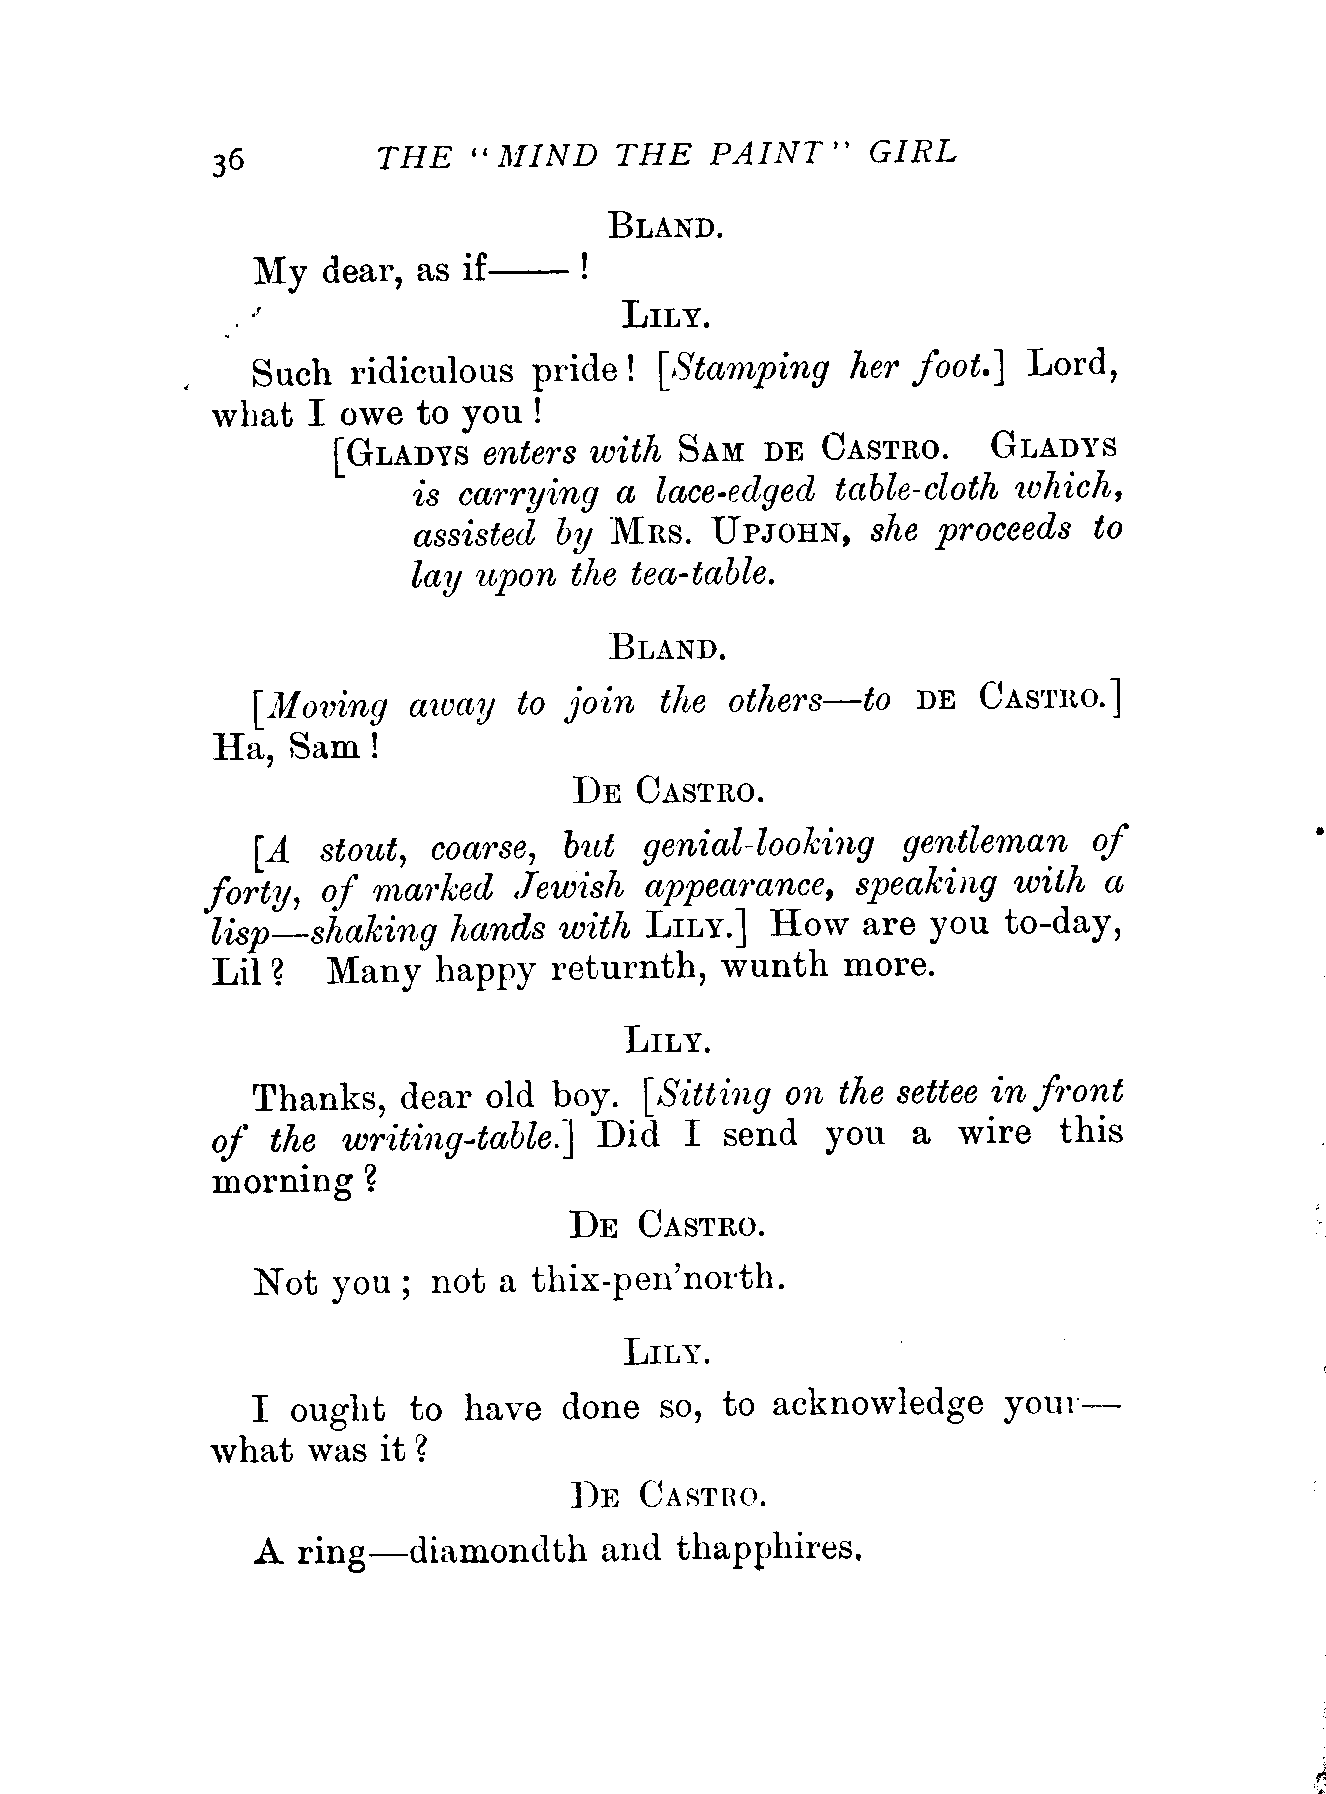 36 THE "MIND THE PAINT" GIRL
BLAND.
My dear, as if—— !
LILY.
Such ridiculous pride! [Stamping her foot.] Lord,
what I owe to you !
[GLADYS enters with SAM DE CASTRO. GLADYS
is carrying a lace-edged table-cloth which,
assisted by MRS. UPJOHN, she proceeds to
lay upon the tea-table.
BLAND.
[Moving away to join the others—to DE CASTRO.]
Ha, Sam !
DE CASTRO.
[A stout, coarse, but genial-looking gentleman of
forty, of marked Jewish appearance, speaking with a
lisp—shaking hands with LILY.] How are you to-day,
Lil ? Many happy returnth, wunth more.
LILY.
Thanks, dear old boy. [Sitting on the settee in front
of the writing-table.] Did I send you a wire this
morning ?
DE CASTRO.
Not you ; not a thix-pen'north.
LILY.
I ought to have done so, to acknowledge your—
what was it ?
DE CASTRO.
A ring—diamondth and thapphires.